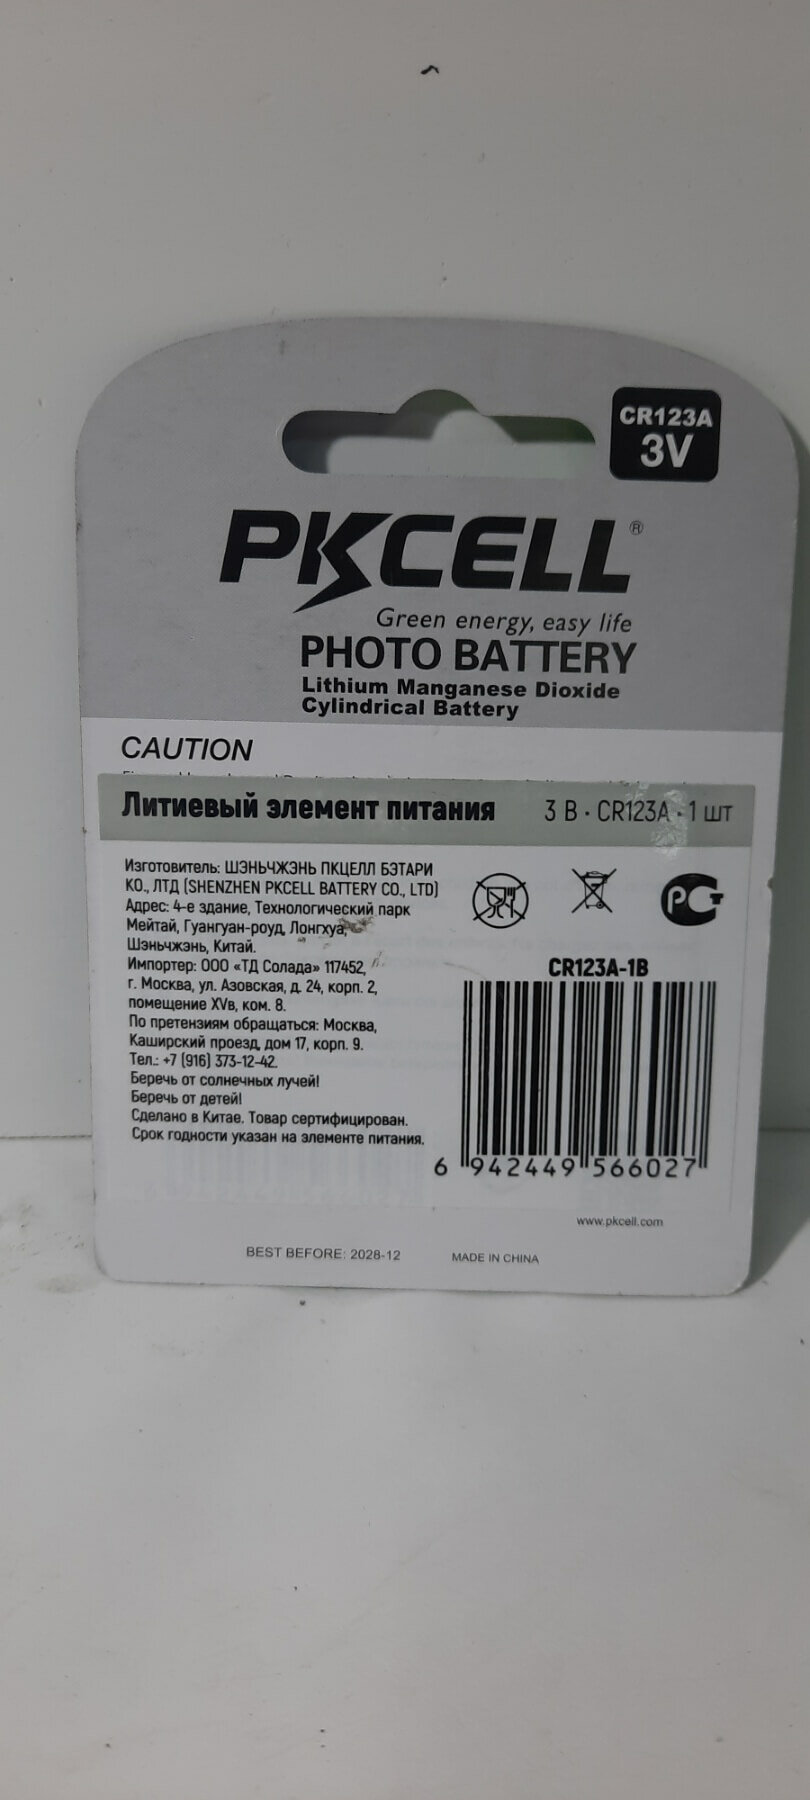 CR123A
3V
PKCELL®
Green energy, easy life
PHOTO BATTERY
Lithium Manganese Dioxide
Cylindrical Battery
CAUTION
Литиевый элемент питания 3 В · CR123A · 1 шт
Изготовитель: ШЭНЬЧЖЭНЬ ПКЦЕЛЛ БЭТАРИ
КО., ЛТД (SHENZHEN PKCELL BATTERY CO., LTD)
Адрес: 4-е здание, Технологический парк
Мейтай, Гуангуан-роуд, Лонгхуа,
Шэньчжэнь, Китай.
Импортер: ООО «ТД Солада» 117452,
г. Москва, ул. Азовская, д. 24, корп. 2,
помещение XVв, ком. 8.
По претензиям обращаться: Москва,
Каширский проезд, дом 17, корп. 9.
Тел.: +7 (916) 373-12-42.
Беречь от солнечных лучей!
Беречь от детей!
Сделано в Китае. Товар сертифицирован.
Срок годности указан на элементе питания.
РСТ
CR123A-1B
6 942449 566027
www.pkcell.com
BEST BEFORE: 2028-12 MADE IN CHINA